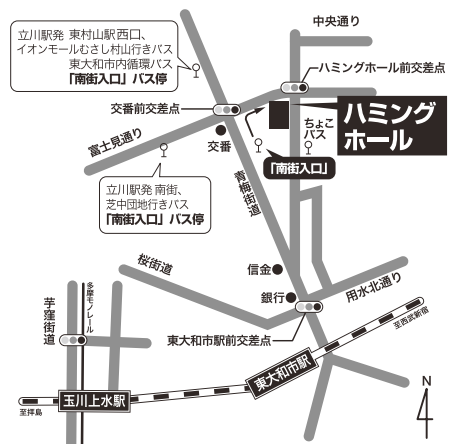 立川駅発 東村山駅西口、
イオンモールむさし村山行きバス
東大和市内循環バス
「南街入口」バス停
中央通り
ハミングホール前交差点
交番前交差点
ハミング
ホール
ちょこ
バス
富士見通り
交番
「南街入口」
立川駅発 南街、
芝中団地行きバス
「南街入口」バス停
青梅街道
桜街道
信金
銀行
用水北通り
多摩モノレール
芋窪街道
東大和市駅前交差点
至西武新宿
東大和市駅
玉川上水駅
至拝島
N
4